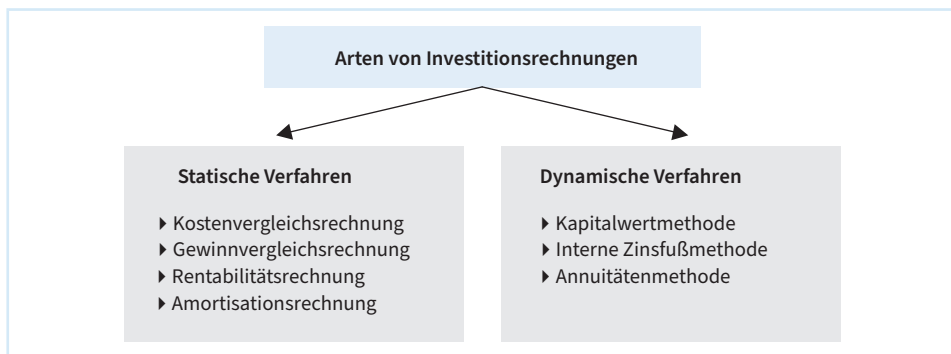 Arten von Investitionsrechnungen
Statische Verfahren
Kostenvergleichsrechnung
Gewinnvergleichsrechnung
Rentabilitätsrechnung
Amortisationsrechnung
Dynamische Verfahren
Kapitalwertmethode
Interne Zinsfußmethode
Annuitätenmethode